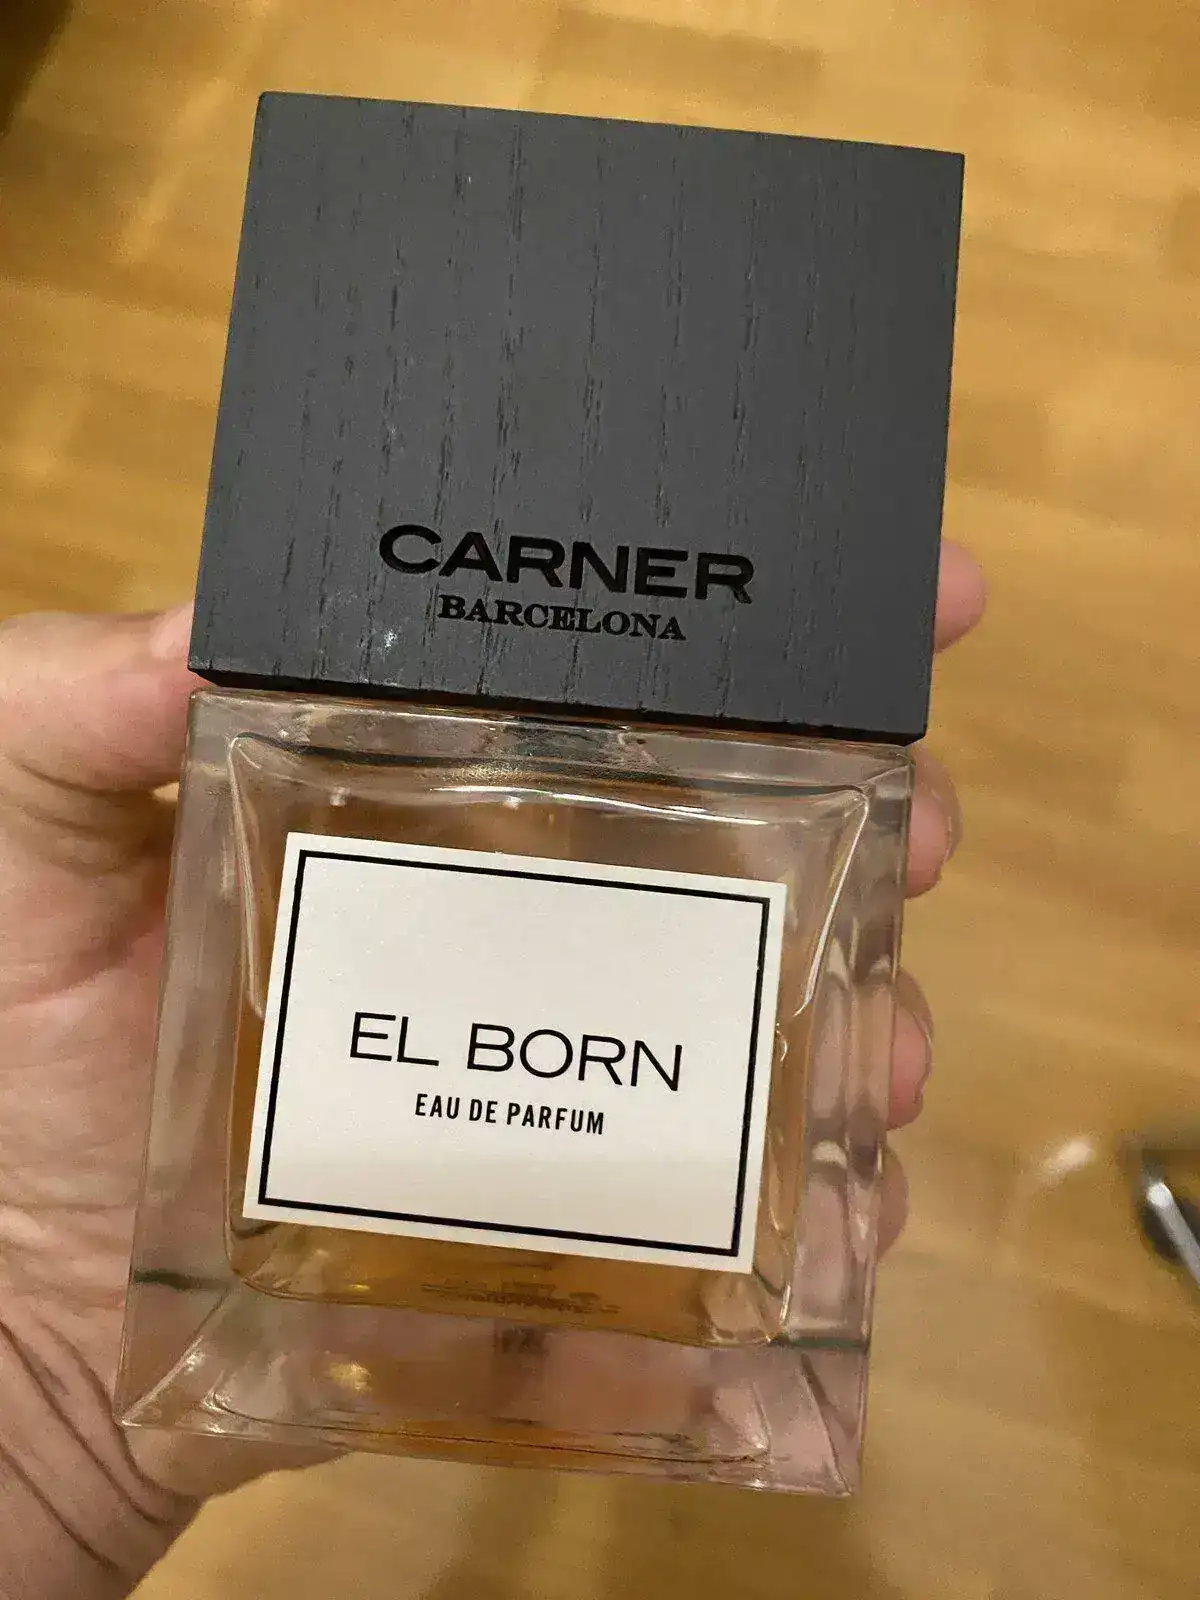 CARNER
BARCELONA
EL BORN
EAU DE PARFUM